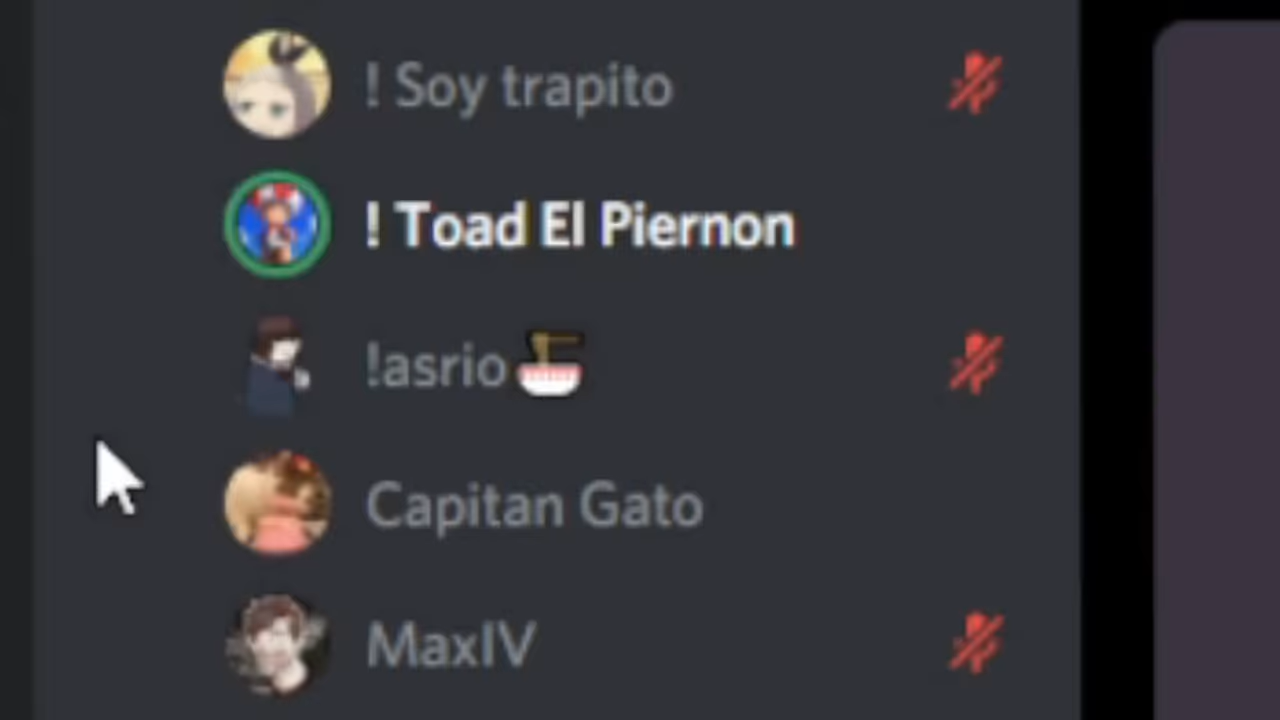 ! Soy trapito
! Toad El Piernon
!asrio🍜
Capitan Gato
MaxIV